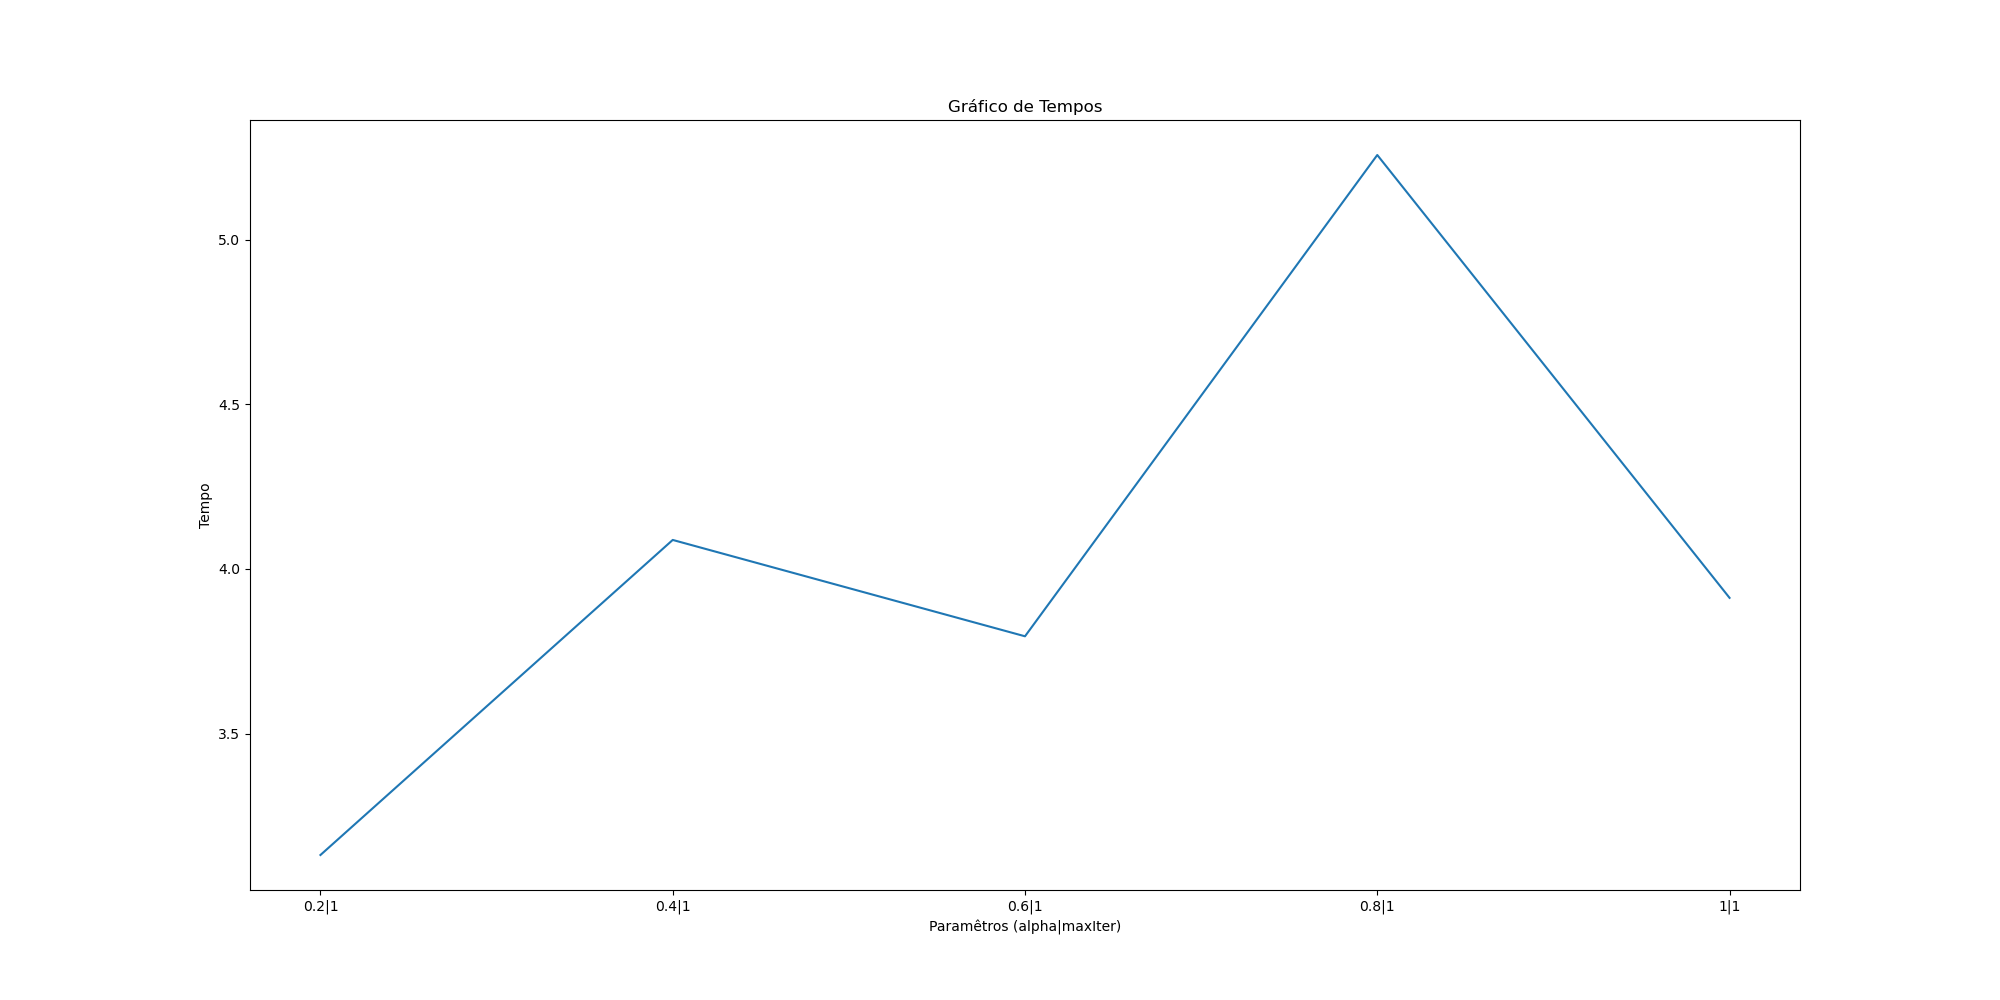 Gráfico de Tempos
5.0
4.5
4.0
3.5
Tempo
0.2|1 0.4|1 0.6|1 0.8|1 1|1
Paramêtros (alpha|maxIter)